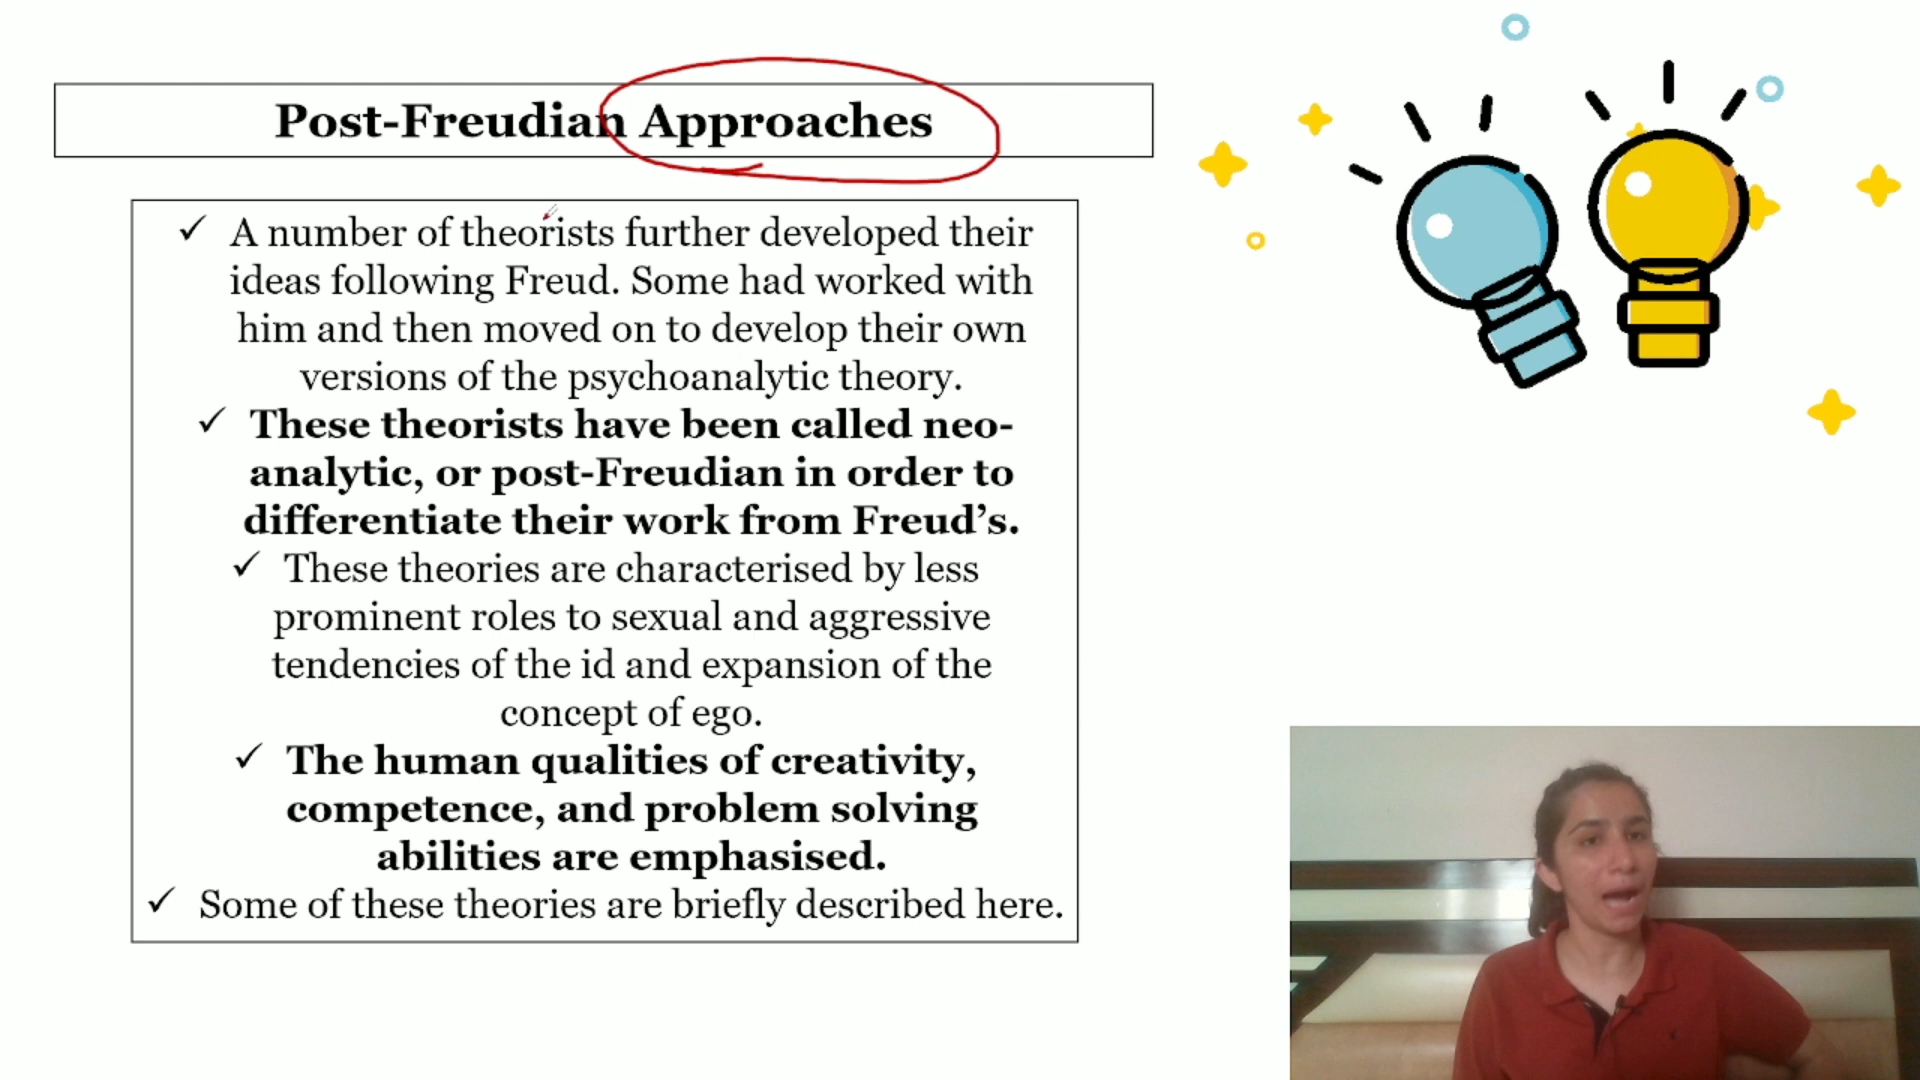 Post-Freudian Approaches
✓ A number of theorists further developed their
ideas following Freud. Some had worked with
him and then moved on to develop their own
versions of the psychoanalytic theory.
✓ These theorists have been called neo-
analytic, or post-Freudian in order to
differentiate their work from Freud’s.
✓ These theories are characterised by less
prominent roles to sexual and aggressive
tendencies of the id and expansion of the
concept of ego.
✓ The human qualities of creativity,
competence, and problem solving
abilities are emphasised.
✓ Some of these theories are briefly described here.